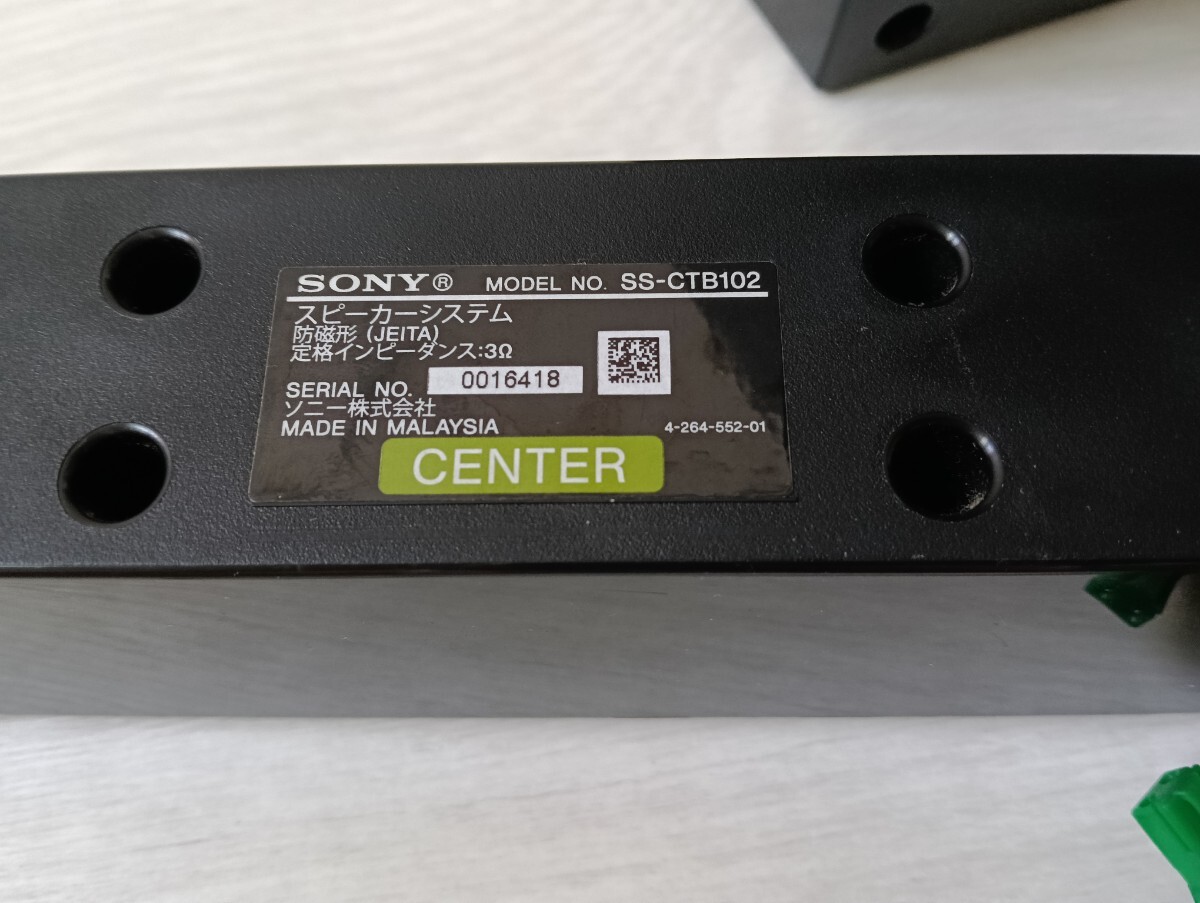 SONY® MODEL NO. SS-CTB102
スピーカーシステム
防磁形 (JEITA)
定格インピーダンス:3Ω
SERIAL NO. 0016418
ソニー株式会社
MADE IN MALAYSIA 4-264-552-01
CENTER